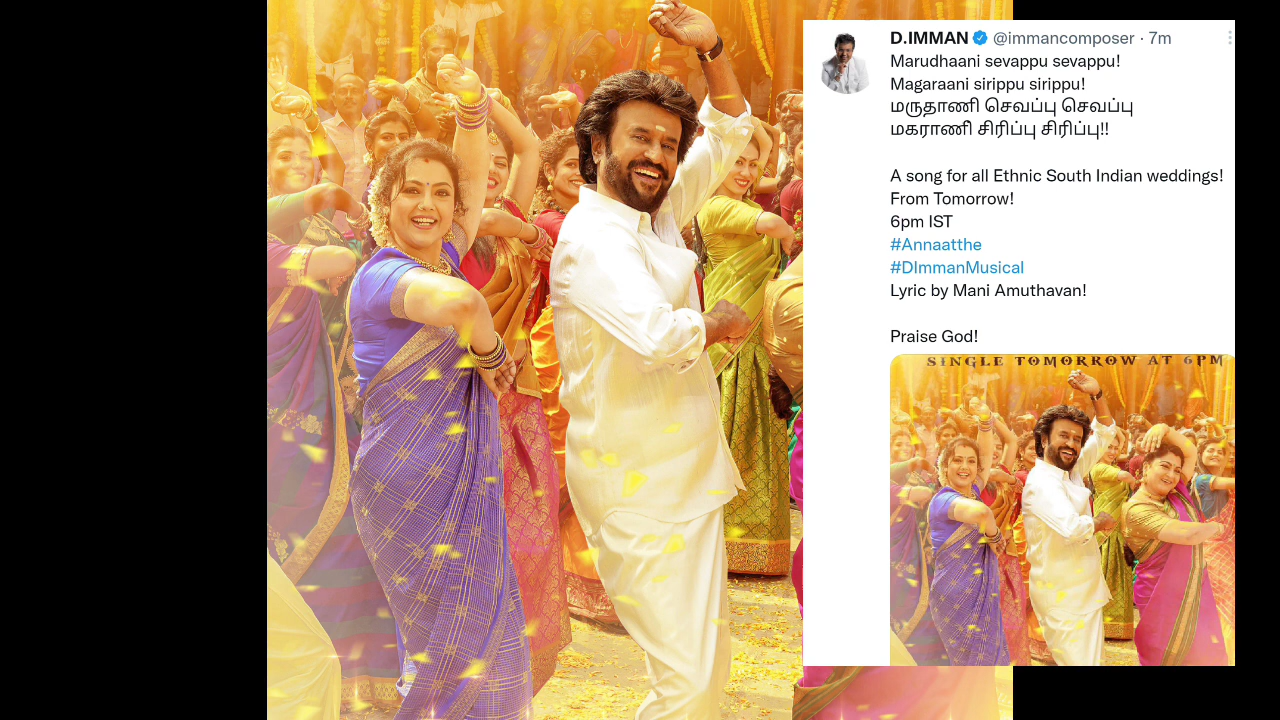 D.IMMAN @immancomposer · 7m
Marudhaani sevappu sevappu!
Magaraani sirippu sirippu!
மருதாணி செவப்பு செவப்பு
மகராணி சிரிப்பு சிரிப்பு!!
A song for all Ethnic South Indian weddings!
From Tomorrow!
6pm IST
#Annaatthe
#DImmanMusical
Lyric by Mani Amuthavan!
Praise God!
SINGLE TOMORROW AT 6PM